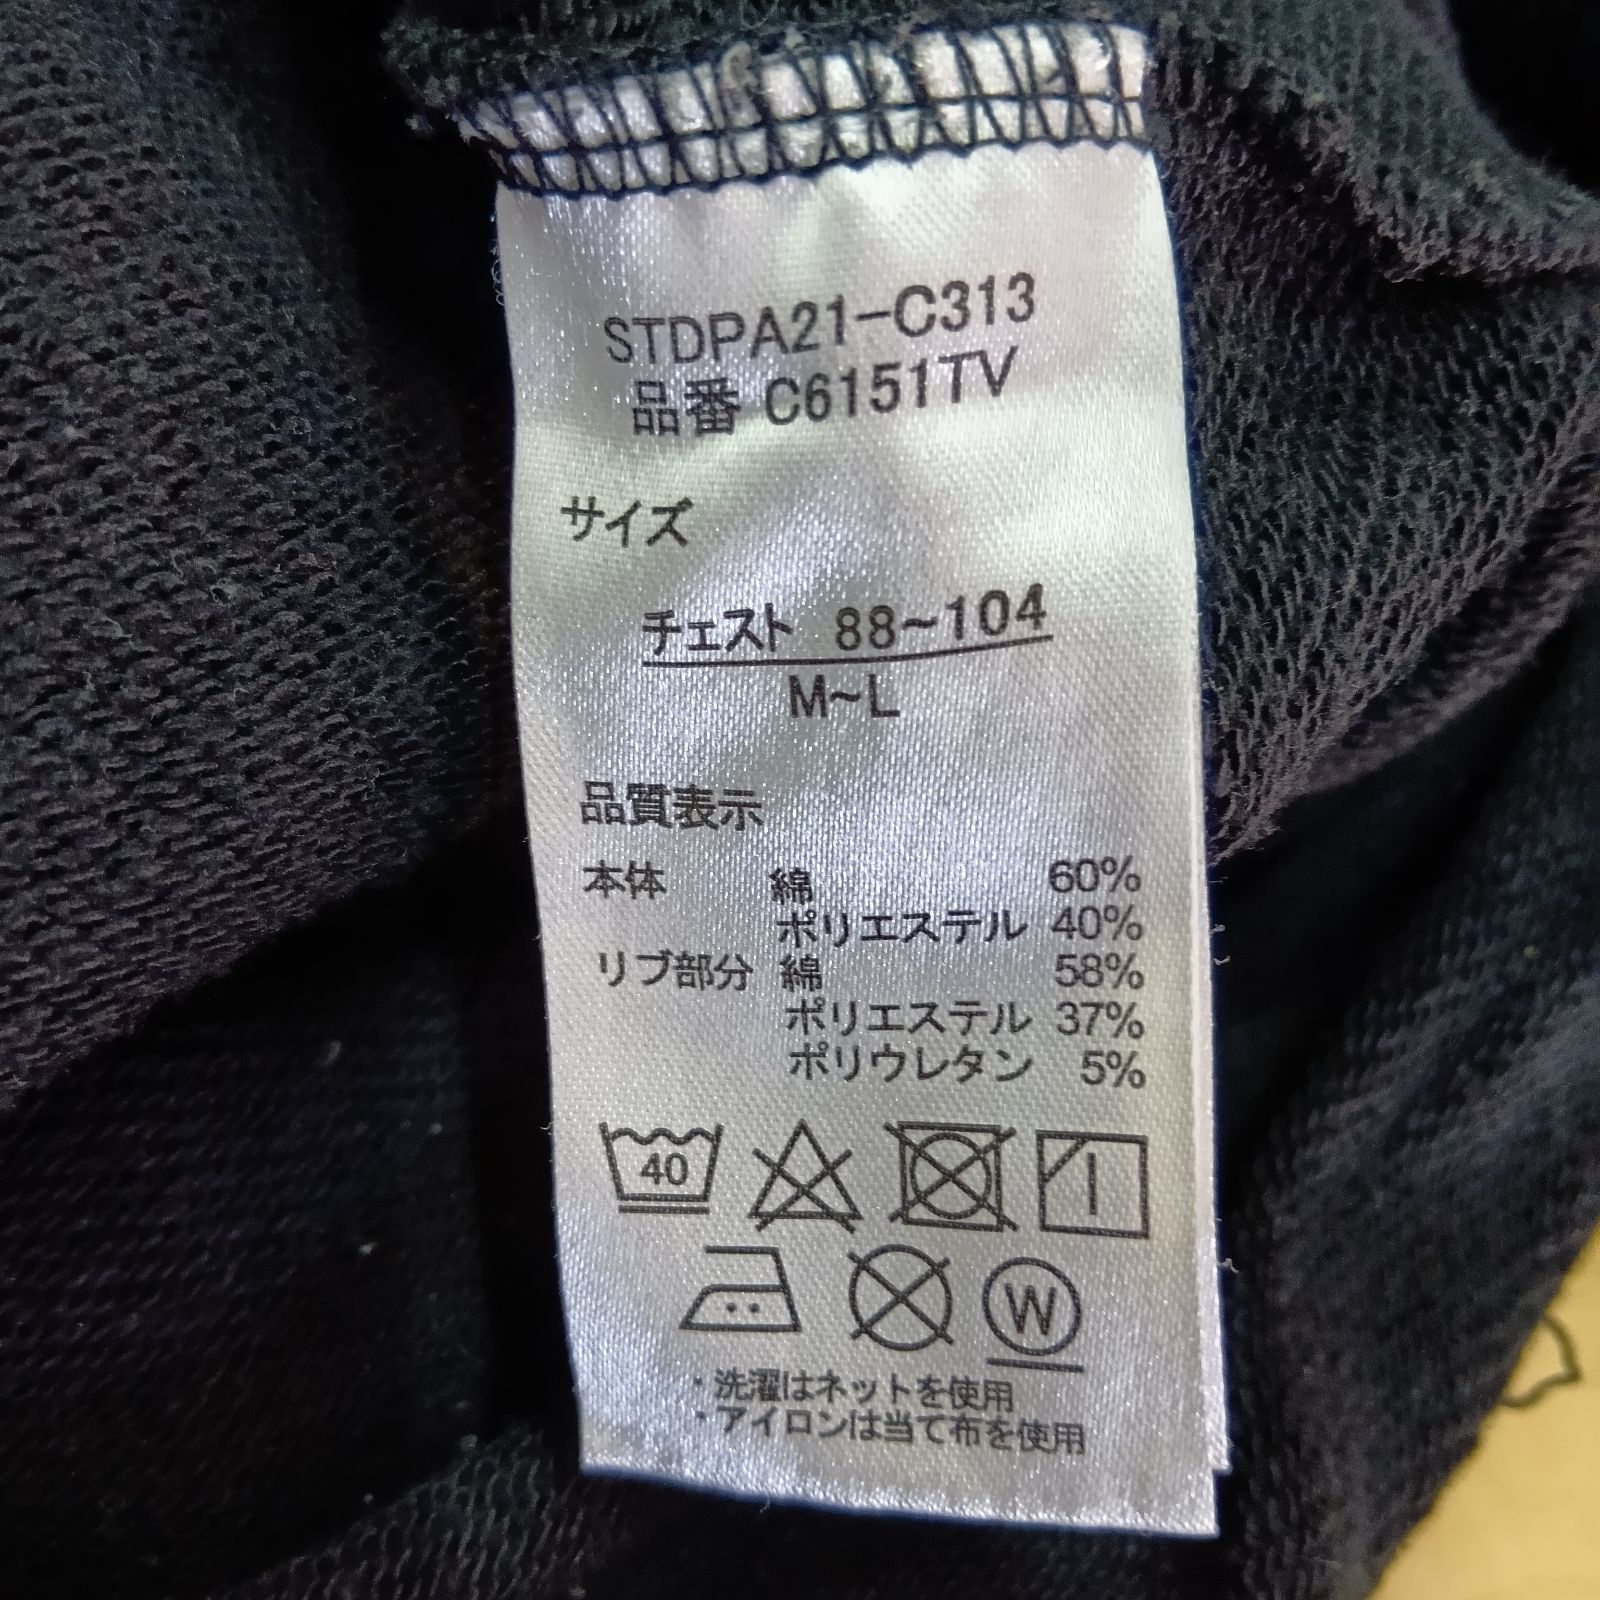 STDPA21-C313
品番 C6151TV
サイズ
チェスト 88~104
M~L
品質表示
本体 綿 60%
ポリエステル 40%
リブ部分 綿 58%
ポリエステル 37%
ポリウレタン 5%
40
W
・洗濯はネットを使用
・アイロンは当て布を使用